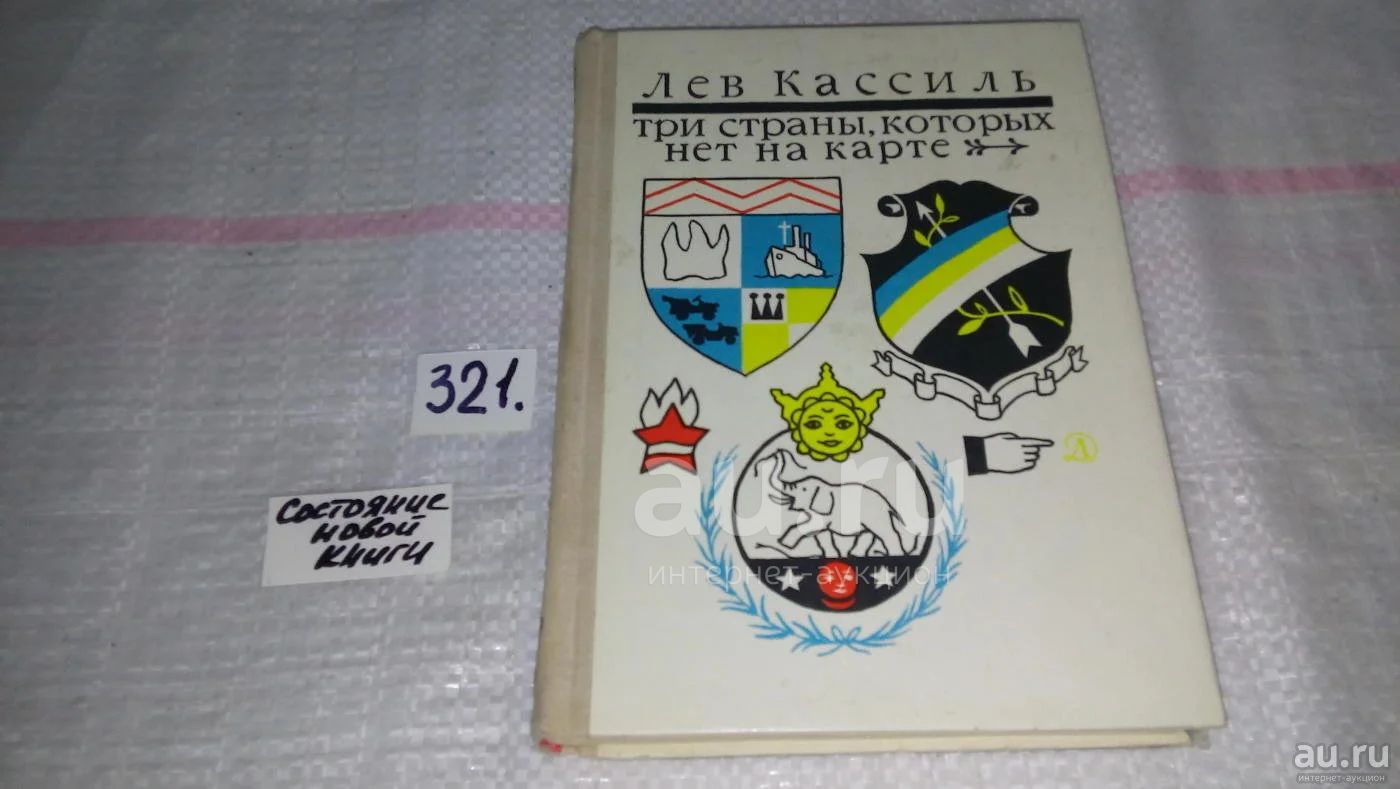 Лев Кассиль
три страны, которых
нет на карте
321.
Состояние
новой
книги
Д
au.ru
интернет-аукцион
au.ru
интернет-аукцион